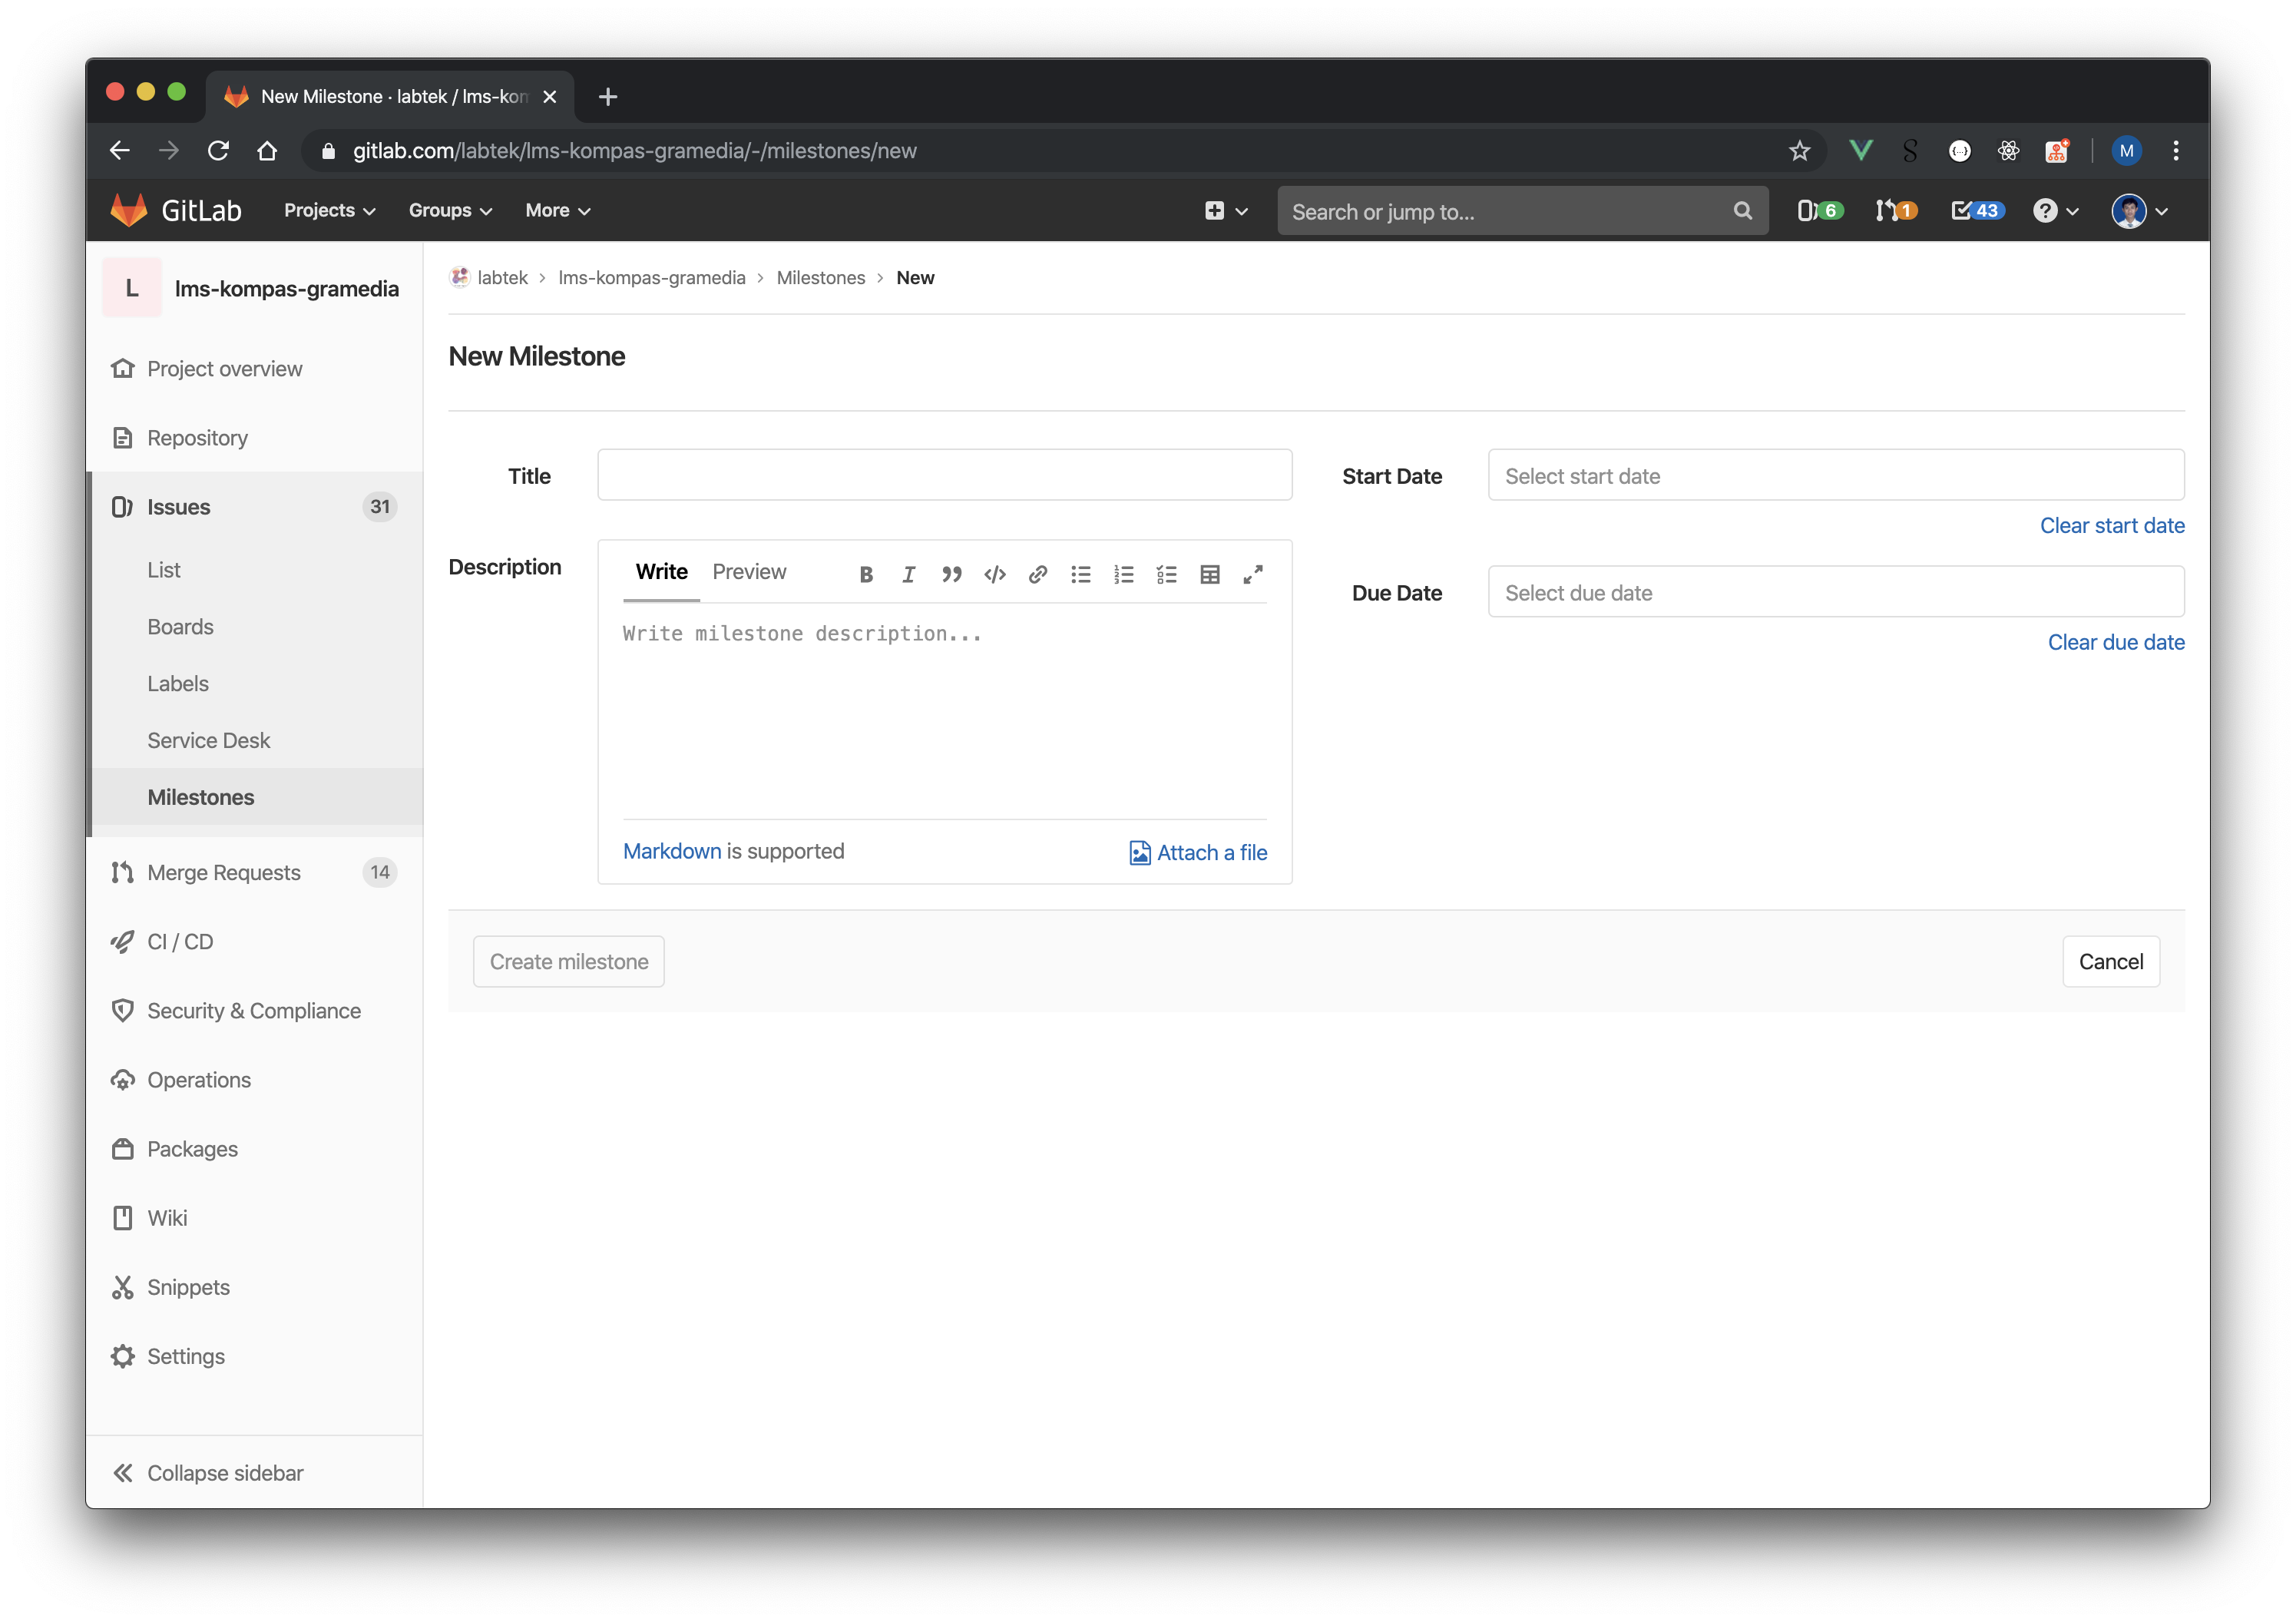 New Milestone · labtek / lms-kom
gitlab.com/labtek/lms-kompas-gramedia/-/milestones/new
M
GitLab
Projects
Groups
More
Search or jump to...
6
1
43
L
lms-kompas-gramedia
Project overview
Repository
Issues
31
List
Boards
Labels
Service Desk
Milestones
Merge Requests
14
CI / CD
Security & Compliance
Operations
Packages
Wiki
Snippets
Settings
Collapse sidebar
labtek > lms-kompas-gramedia > Milestones > New
New Milestone
Title
Description
Write
Preview
Write milestone description...
Markdown is supported
Attach a file
Start Date
Select start date
Clear start date
Due Date
Select due date
Clear due date
Create milestone
Cancel